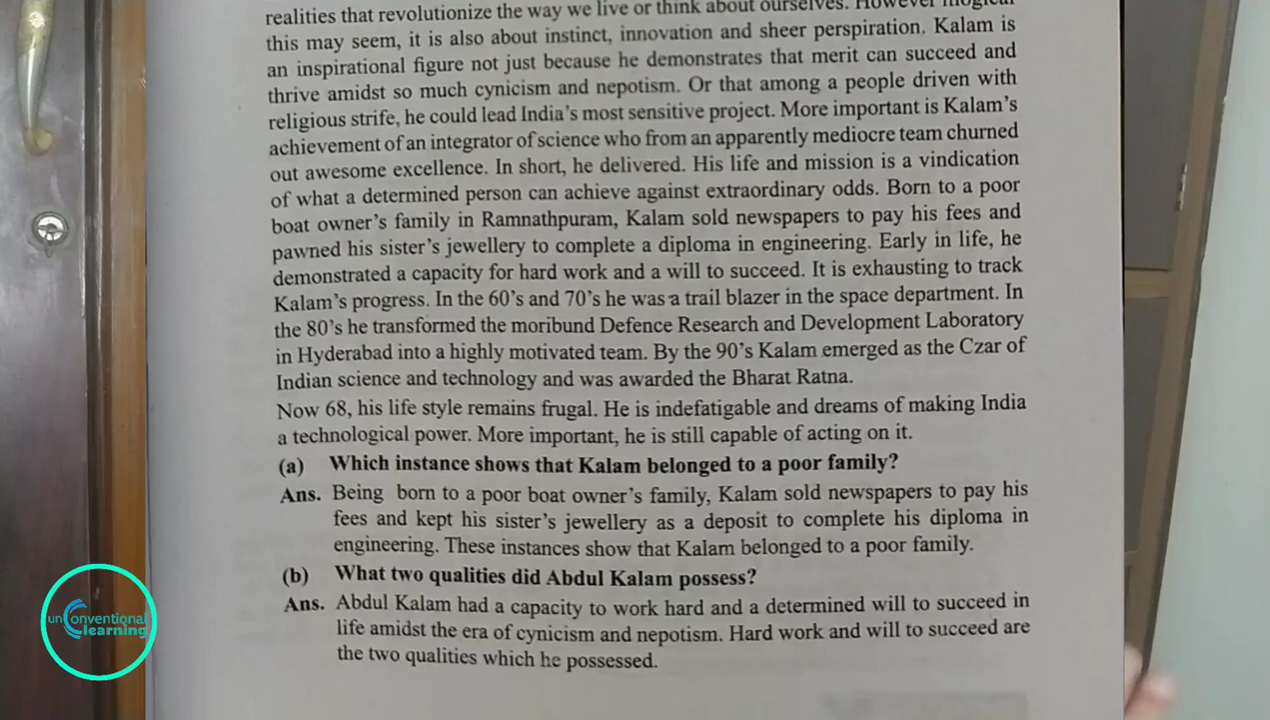 realities that revolutionize the way we live or think about ourselves. However illogical
this may seem, it is also about instinct, innovation and sheer perspiration. Kalam is
an inspirational figure not just because he demonstrates that merit can succeed and
thrive amidst so much cynicism and nepotism. Or that among a people driven with
religious strife, he could lead India's most sensitive project. More important is Kalam's
achievement of an integrator of science who from an apparently mediocre team churned
out awesome excellence. In short, he delivered. His life and mission is a vindication
of what a determined person can achieve against extraordinary odds. Born to a poor
boat owner's family in Ramnathpuram, Kalam sold newspapers to pay his fees and
pawned his sister's jewellery to complete a diploma in engineering. Early in life, he
demonstrated a capacity for hard work and a will to succeed. It is exhausting to track
Kalam's progress. In the 60's and 70's he was a trail blazer in the space department. In
the 80's he transformed the moribund Defence Research and Development Laboratory
in Hyderabad into a highly motivated team. By the 90's Kalam emerged as the Czar of
Indian science and technology and was awarded the Bharat Ratna.
Now 68, his life style remains frugal. He is indefatigable and dreams of making India
a technological power. More important, he is still capable of acting on it.
(a) Which instance shows that Kalam belonged to a poor family?
Ans. Being born to a poor boat owner's family, Kalam sold newspapers to pay his
fees and kept his sister's jewellery as a deposit to complete his diploma in
engineering. These instances show that Kalam belonged to a poor family.
(b) What two qualities did Abdul Kalam possess?
Ans. Abdul Kalam had a capacity to work hard and a determined will to succeed in
life amidst the era of cynicism and nepotism. Hard work and will to succeed are
the two qualities which he possessed.
unConventional
learning